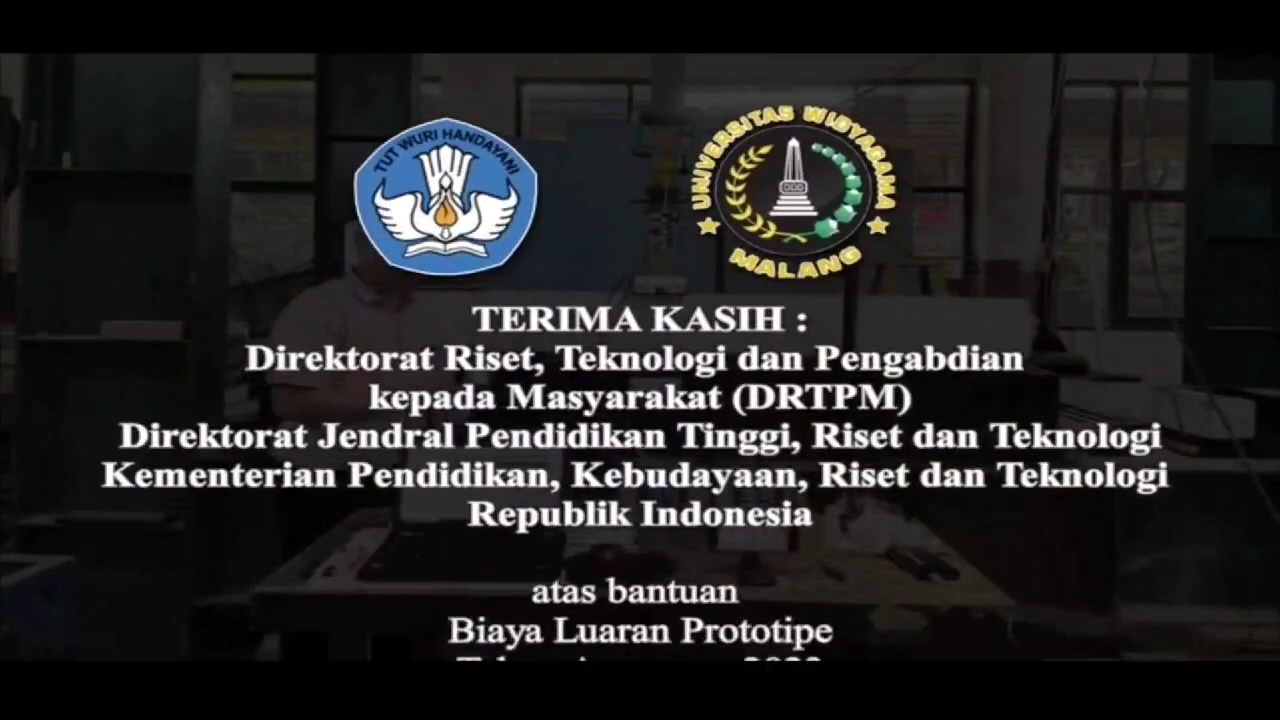 TUT WURI HANDAYANI
UNIVERSITAS WIDYAGAMA
MALANG
TERIMA KASIH :
Direktorat Riset, Teknologi dan Pengabdian
kepada Masyarakat (DRTPM)
Direktorat Jendral Pendidikan Tinggi, Riset dan Teknologi
Kementerian Pendidikan, Kebudayaan, Riset dan Teknologi
Republik Indonesia
atas bantuan
Biaya Luaran Prototipe